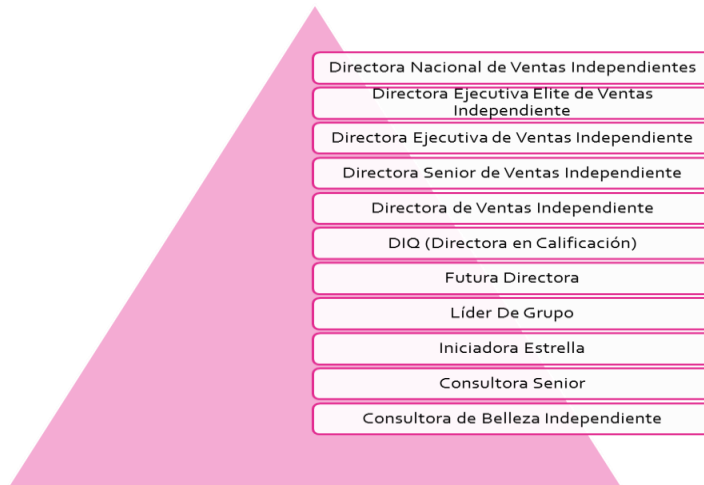 Directora Nacional de Ventas Independientes
Directora Ejecutiva Elite de Ventas
Independiente
Directora Ejecutiva de Ventas Independiente
Directora Senior de Ventas Independiente
Directora de Ventas Independiente
DIQ (Directora en Calificación)
Futura Directora
Líder De Grupo
Iniciadora Estrella
Consultora Senior
Consultora de Belleza Independiente